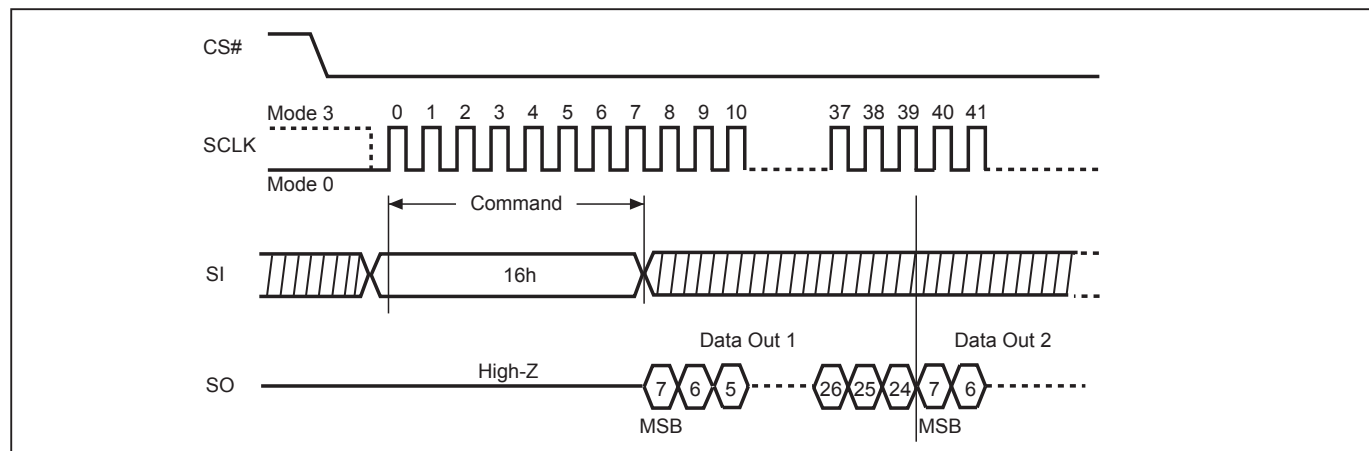 CS#
Mode 3
0 1 2 3 4 5 6 7 8 9 10 37 38 39 40 41
SCLK
Mode 0
Command
SI
16h
Data Out 1 Data Out 2
High-Z
SO
7 6 5 26 25 24 7 6
MSB MSB